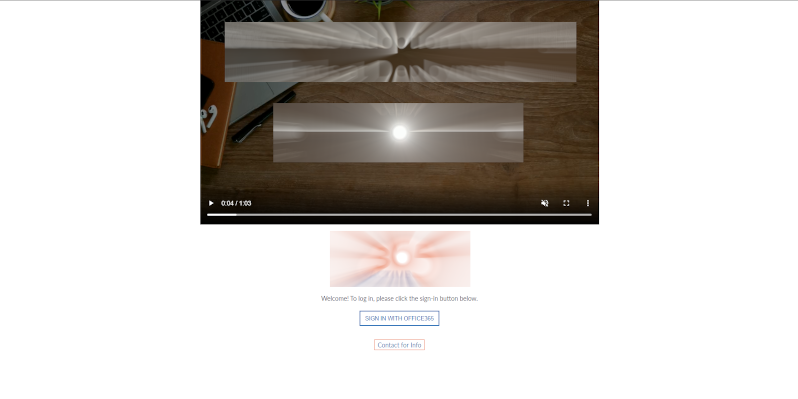 0:04 / 1:03
Welcome! To log in, please click the sign-in button below.
SIGN IN WITH OFFICE365
Contact for Info